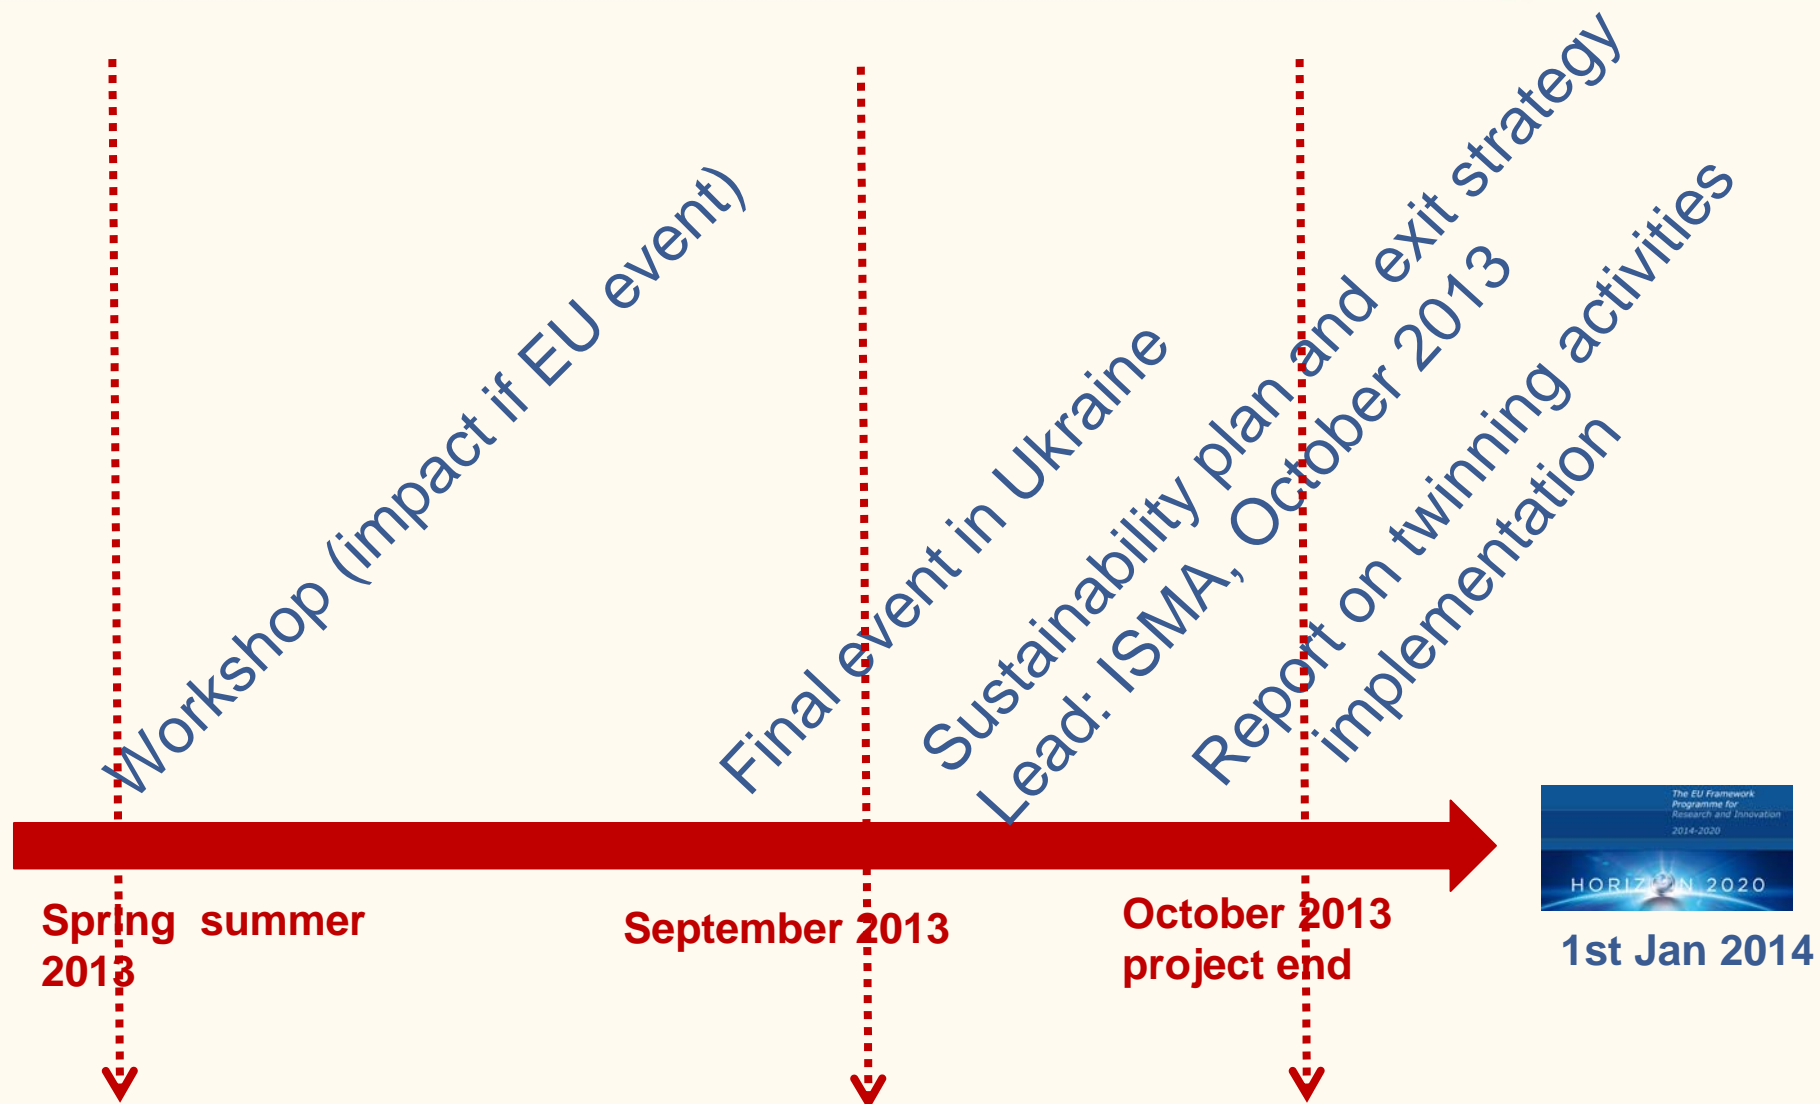 Workshop (impact if EU event)
Final event in Ukraine
Sustainability plan and exit strategy
Lead: ISMA, October 2013
Report on twinning activities
implementation
Spring summer
2013
September 2013
October 2013
project end
The EU Framework
Programme for
Research and Innovation
2014-2020
HORIZON 2020
1st Jan 2014